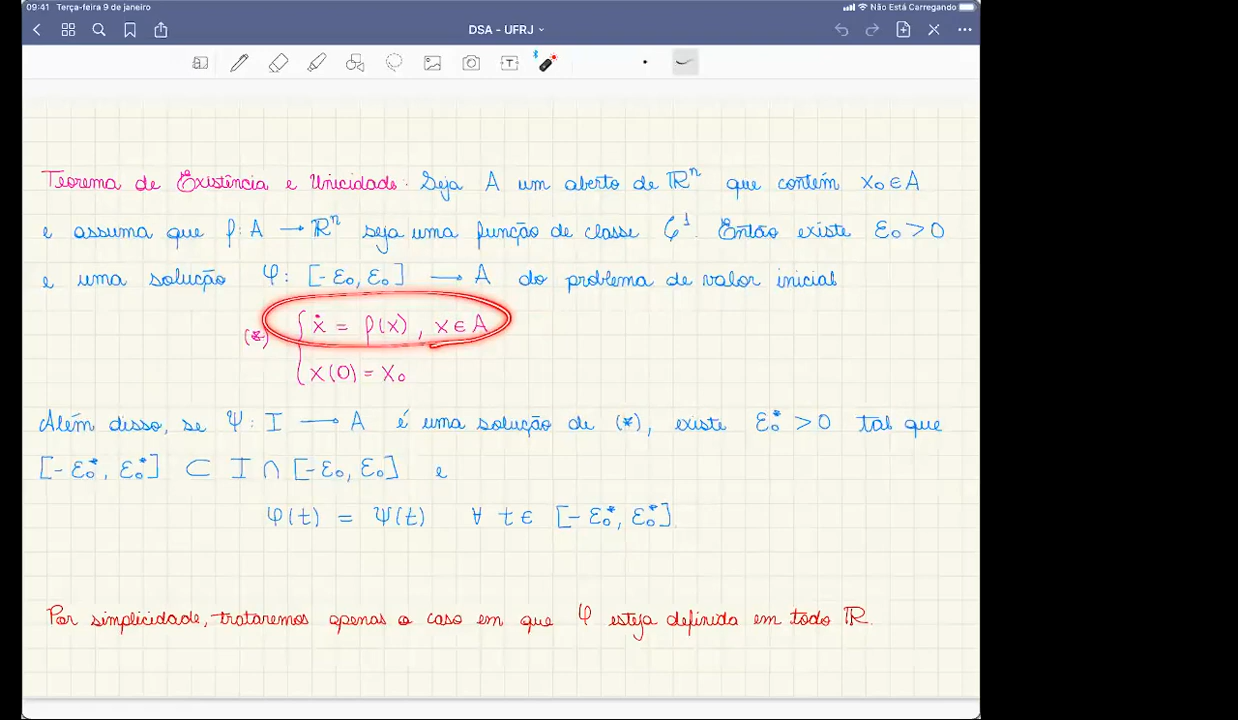 09:41 Terça-feira 9 de janeiro
Não Está Carregando
DSA - UFRJ
Teorema de Existência e Unicidade: Seja A um aberto de ℝⁿ que contém x₀ ∈ A
e assuma que f: A → ℝⁿ seja uma função de classe C¹. Então existe ε₀ > 0
e uma solução φ: [-ε₀, ε₀] → A do problema de valor inicial
(*) { ẋ = f(x), x ∈ A
x(0) = x₀
Além disso, se Ψ: I → A é uma solução de (*), existe ε₀* > 0 tal que
[-ε₀*, ε₀*] ⊂ I ∩ [-ε₀, ε₀] e
φ(t) = Ψ(t) ∀ t ∈ [-ε₀*, ε₀*].
Por simplicidade, trataremos apenas o caso em que φ esteja definida em todo ℝ.